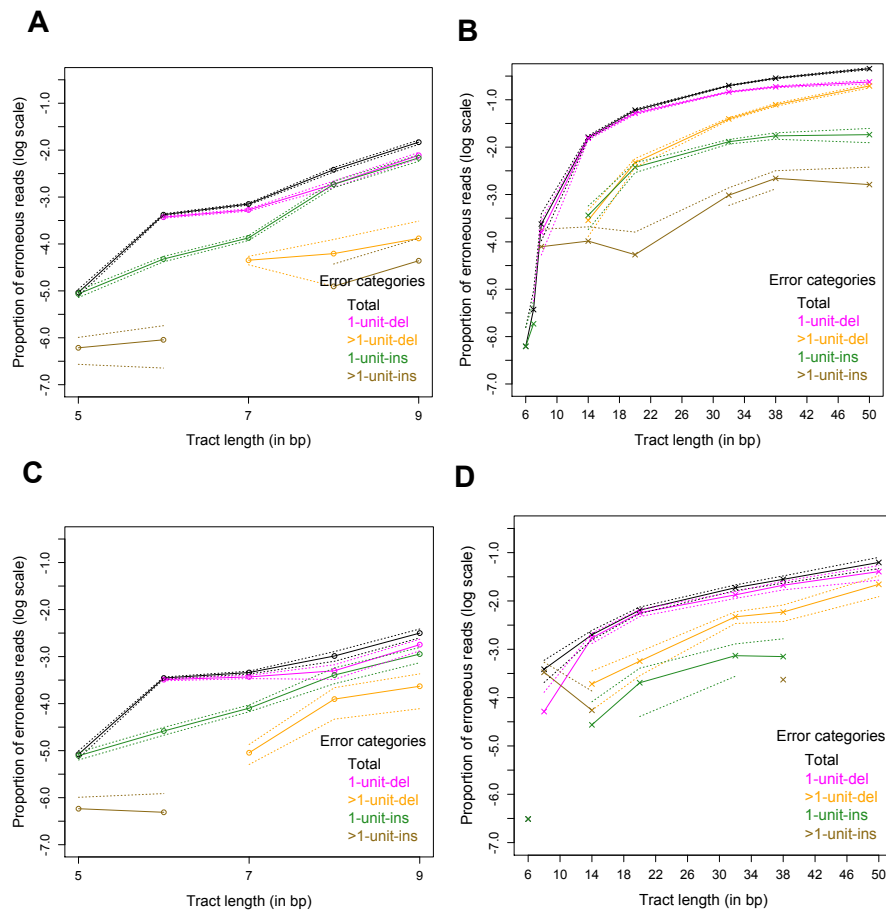 A
Proportion of erroneous reads (log scale)
-1.0
-2.0
-3.0
-4.0
-5.0
-6.0
-7.0
Error categories
Total
1-unit-del
>1-unit-del
1-unit-ins
>1-unit-ins
5
7
9
Tract length (in bp)
B
Proportion of erroneous reads (log scale)
-1.0
-2.0
-3.0
-4.0
-5.0
-6.0
-7.0
Error categories
Total
1-unit-del
>1-unit-del
1-unit-ins
>1-unit-ins
6 10 14 18 22 26 30 34 38 42 46 50
Tract length (in bp)
C
Proportion of erroneous reads (log scale)
-1.0
-2.0
-3.0
-4.0
-5.0
-6.0
-7.0
Error categories
Total
1-unit-del
>1-unit-del
1-unit-ins
>1-unit-ins
5
7
9
Tract length (in bp)
D
Proportion of erroneous reads (log scale)
-1.0
-2.0
-3.0
-4.0
-5.0
-6.0
-7.0
Error categories
Total
1-unit-del
>1-unit-del
1-unit-ins
>1-unit-ins
6 10 14 18 22 26 30 34 38 42 46 50
Tract length (in bp)